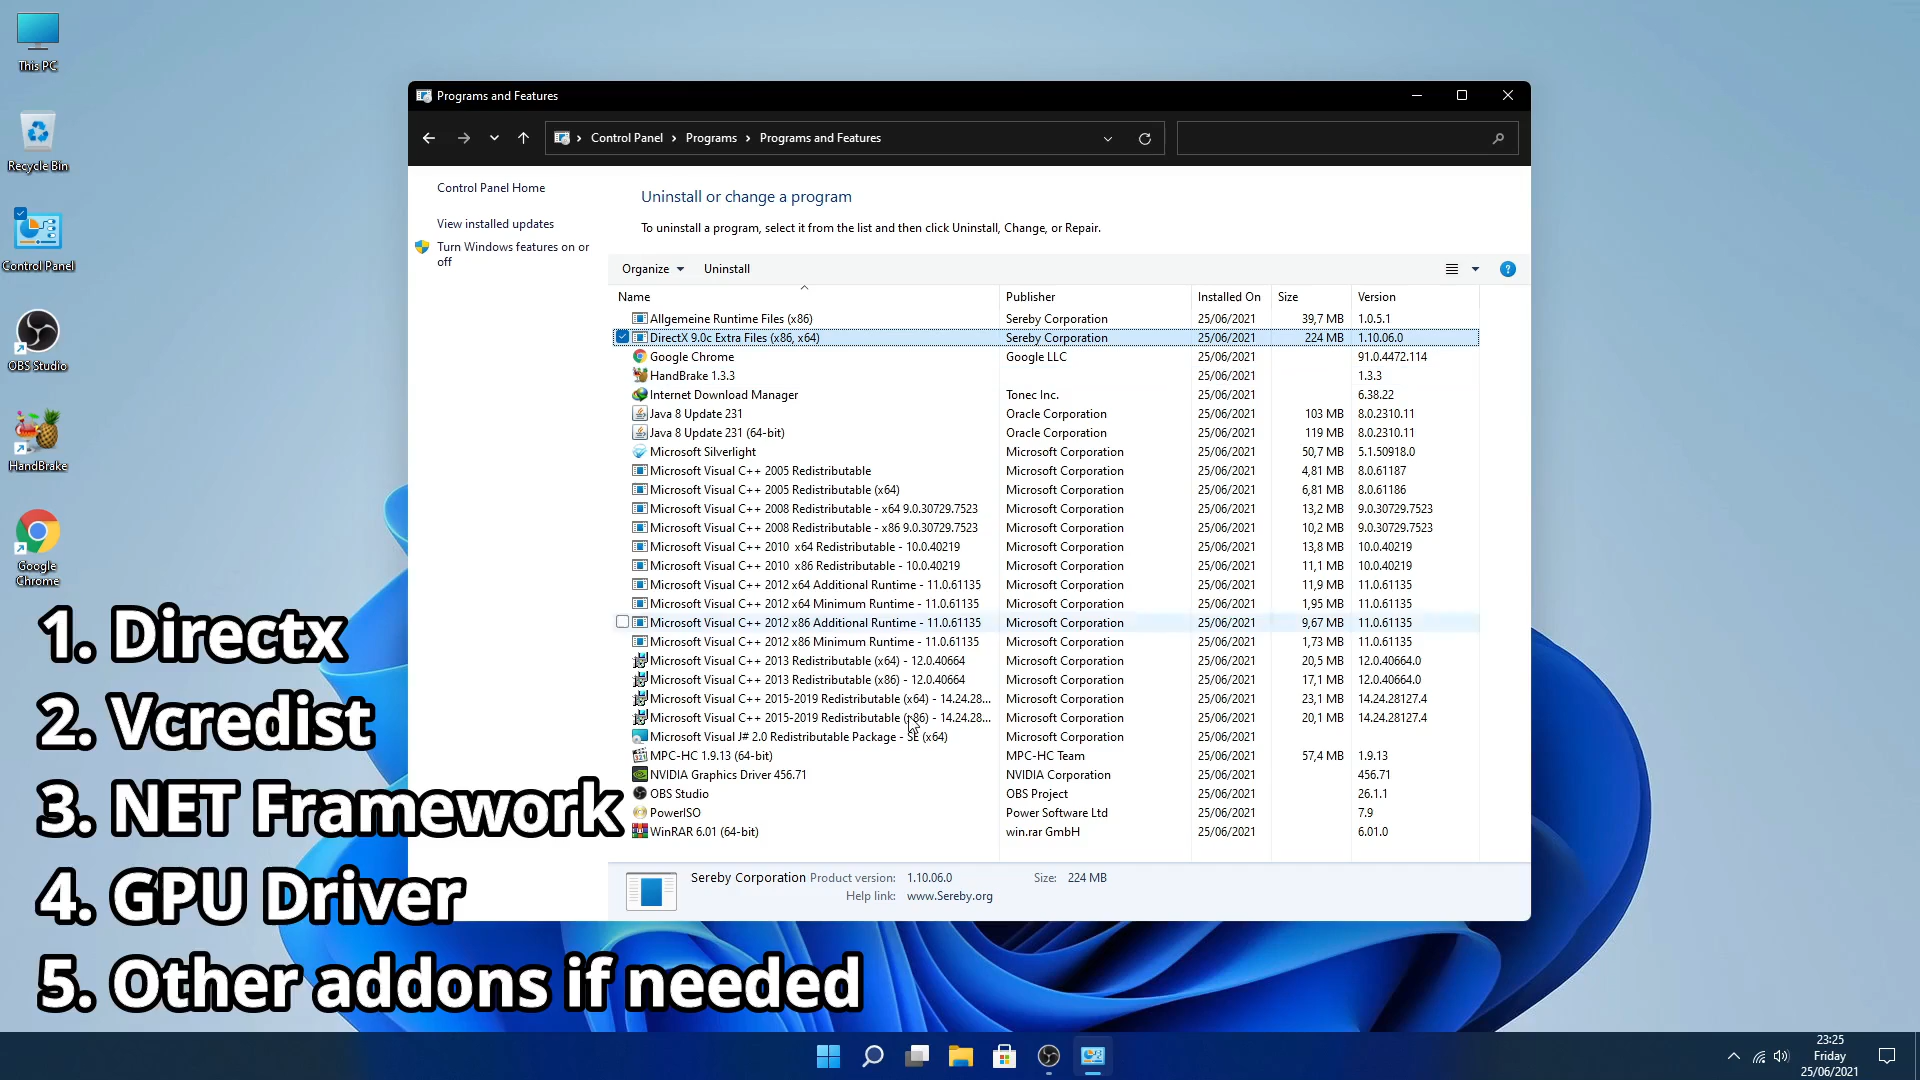 This PC
Recycle Bin
Control Panel
OBS Studio
HandBrake
Google
Chrome
Programs and Features
Control Panel > Programs > Programs and Features
Control Panel Home
View installed updates
Turn Windows features on or
off
Uninstall or change a program
To uninstall a program, select it from the list and then click Uninstall, Change, or Repair.
Organize Uninstall
Name Publisher Installed On Size Version
Allgemeine Runtime Files (x86) Sereby Corporation 25/06/2021 39,7 MB 1.0.5.1
DirectX 9.0c Extra Files (x86, x64) Sereby Corporation 25/06/2021 224 MB 1.10.06.0
Google Chrome Google LLC 25/06/2021 91.0.4472.114
HandBrake 1.3.3 25/06/2021 1.3.3
Internet Download Manager Tonec Inc. 25/06/2021 6.38.22
Java 8 Update 231 Oracle Corporation 25/06/2021 103 MB 8.0.2310.11
Java 8 Update 231 (64-bit) Oracle Corporation 25/06/2021 119 MB 8.0.2310.11
Microsoft Silverlight Microsoft Corporation 25/06/2021 50,7 MB 5.1.50918.0
Microsoft Visual C++ 2005 Redistributable Microsoft Corporation 25/06/2021 4,81 MB 8.0.61187
Microsoft Visual C++ 2005 Redistributable (x64) Microsoft Corporation 25/06/2021 6,81 MB 8.0.61186
Microsoft Visual C++ 2008 Redistributable - x64 9.0.30729.7523 Microsoft Corporation 25/06/2021 13,2 MB 9.0.30729.7523
Microsoft Visual C++ 2008 Redistributable - x86 9.0.30729.7523 Microsoft Corporation 25/06/2021 10,2 MB 9.0.30729.7523
Microsoft Visual C++ 2010 x64 Redistributable - 10.0.40219 Microsoft Corporation 25/06/2021 13,8 MB 10.0.40219
Microsoft Visual C++ 2010 x86 Redistributable - 10.0.40219 Microsoft Corporation 25/06/2021 11,1 MB 10.0.40219
Microsoft Visual C++ 2012 x64 Additional Runtime - 11.0.61135 Microsoft Corporation 25/06/2021 11,9 MB 11.0.61135
Microsoft Visual C++ 2012 x64 Minimum Runtime - 11.0.61135 Microsoft Corporation 25/06/2021 1,95 MB 11.0.61135
Microsoft Visual C++ 2012 x86 Additional Runtime - 11.0.61135 Microsoft Corporation 25/06/2021 9,67 MB 11.0.61135
Microsoft Visual C++ 2012 x86 Minimum Runtime - 11.0.61135 Microsoft Corporation 25/06/2021 1,73 MB 11.0.61135
Microsoft Visual C++ 2013 Redistributable (x64) - 12.0.40664 Microsoft Corporation 25/06/2021 20,5 MB 12.0.40664.0
Microsoft Visual C++ 2013 Redistributable (x86) - 12.0.40664 Microsoft Corporation 25/06/2021 17,1 MB 12.0.40664.0
Microsoft Visual C++ 2015-2019 Redistributable (x64) - 14.24.28... Microsoft Corporation 25/06/2021 23,1 MB 14.24.28127.4
Microsoft Visual C++ 2015-2019 Redistributable (x86) - 14.24.28... Microsoft Corporation 25/06/2021 20,1 MB 14.24.28127.4
Microsoft Visual J# 2.0 Redistributable Package - SE (x64) Microsoft Corporation 25/06/2021
MPC-HC 1.9.13 (64-bit) MPC-HC Team 25/06/2021 57,4 MB 1.9.13
NVIDIA Graphics Driver 456.71 NVIDIA Corporation 25/06/2021 456.71
OBS Studio OBS Project 25/06/2021 26.1.1
PowerISO Power Software Ltd 25/06/2021 7.9
WinRAR 6.01 (64-bit) win.rar GmbH 25/06/2021 6.01.0
Sereby Corporation Product version: 1.10.06.0 Size: 224 MB
Help link: www.Sereby.org
1. Directx
2. Vcredist
3. NET Framework
4. GPU Driver
5. Other addons if needed
23:25
Friday
25/06/2021